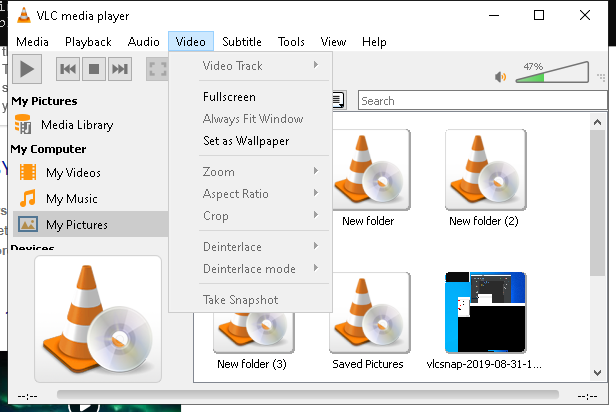 VLC media player
Media Playback Audio Video Subtitle Tools View Help
Video Track
Fullscreen
Always Fit Window
Set as Wallpaper
Zoom
Aspect Ratio
Crop
Deinterlace
Deinterlace mode
Take Snapshot
47%
Search
My Pictures
Media Library
My Computer
My Videos
My Music
My Pictures
Devices
New folder
New folder (2)
New folder (3)
Saved Pictures
vlcsnap-2019-08-31-1...
--:--
--:--